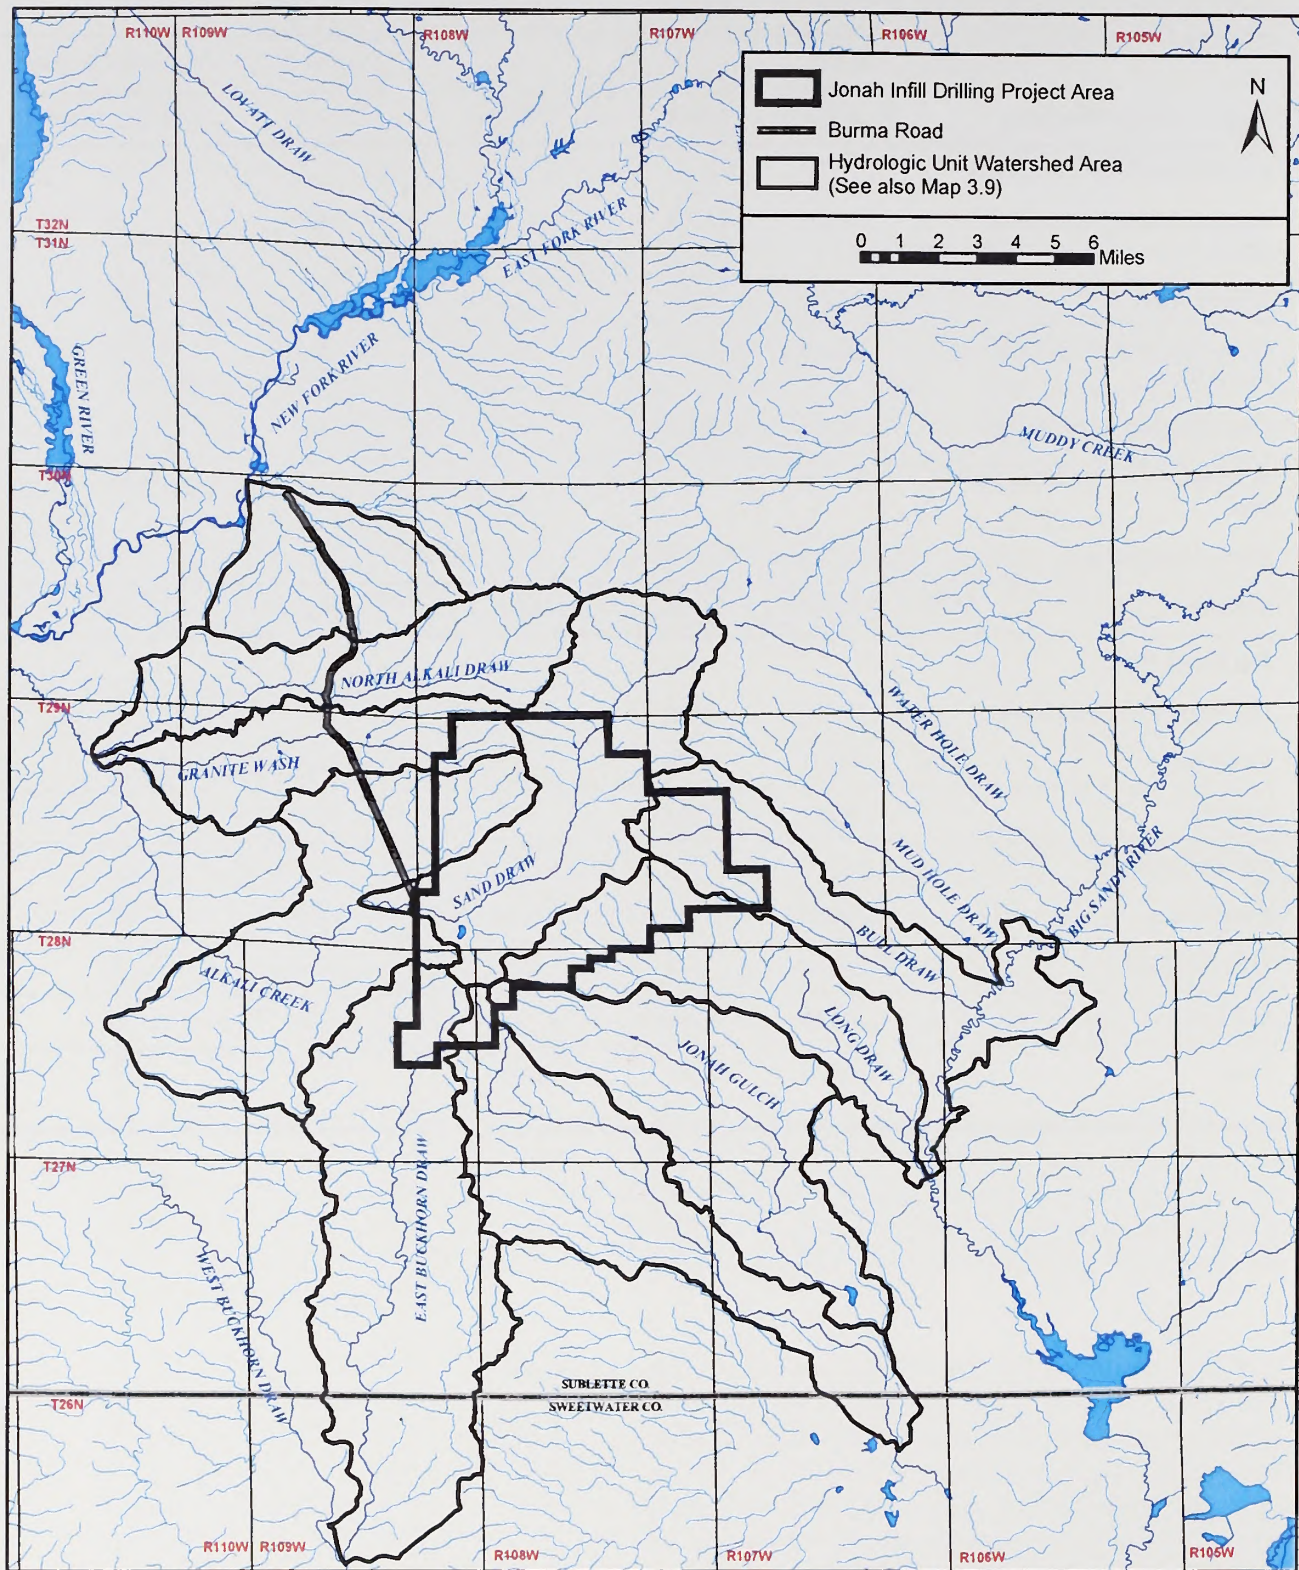 R110W R109W R108W R107W R106W R105W
Jonah Infill Drilling Project Area
Burma Road
Hydrologic Unit Watershed Area
(See also Map 3.9)
N
0 1 2 3 4 5 6
Miles
LOVATT DRAW
T32N
T31N
EAST FORK RIVER
GREEN RIVER
NEW FORK RIVER
MUDDY CREEK
T30N
NORTH ALKALI DRAW
T29N
WATER HOLE DRAW
GRANITE WASH
SAND DRAW
MUD HOLE DRAW
BIG SANDY RIVER
T28N
BULL DRAW
ALKALI CREEK
LONG DRAW
JONAH GULCH
T27N
EAST BUCKHORN DRAW
WEST BUCKHORN DRAW
SUBLETTE CO.
T26N
SWEETWATER CO.
R110W R109W R108W R107W R106W R105W